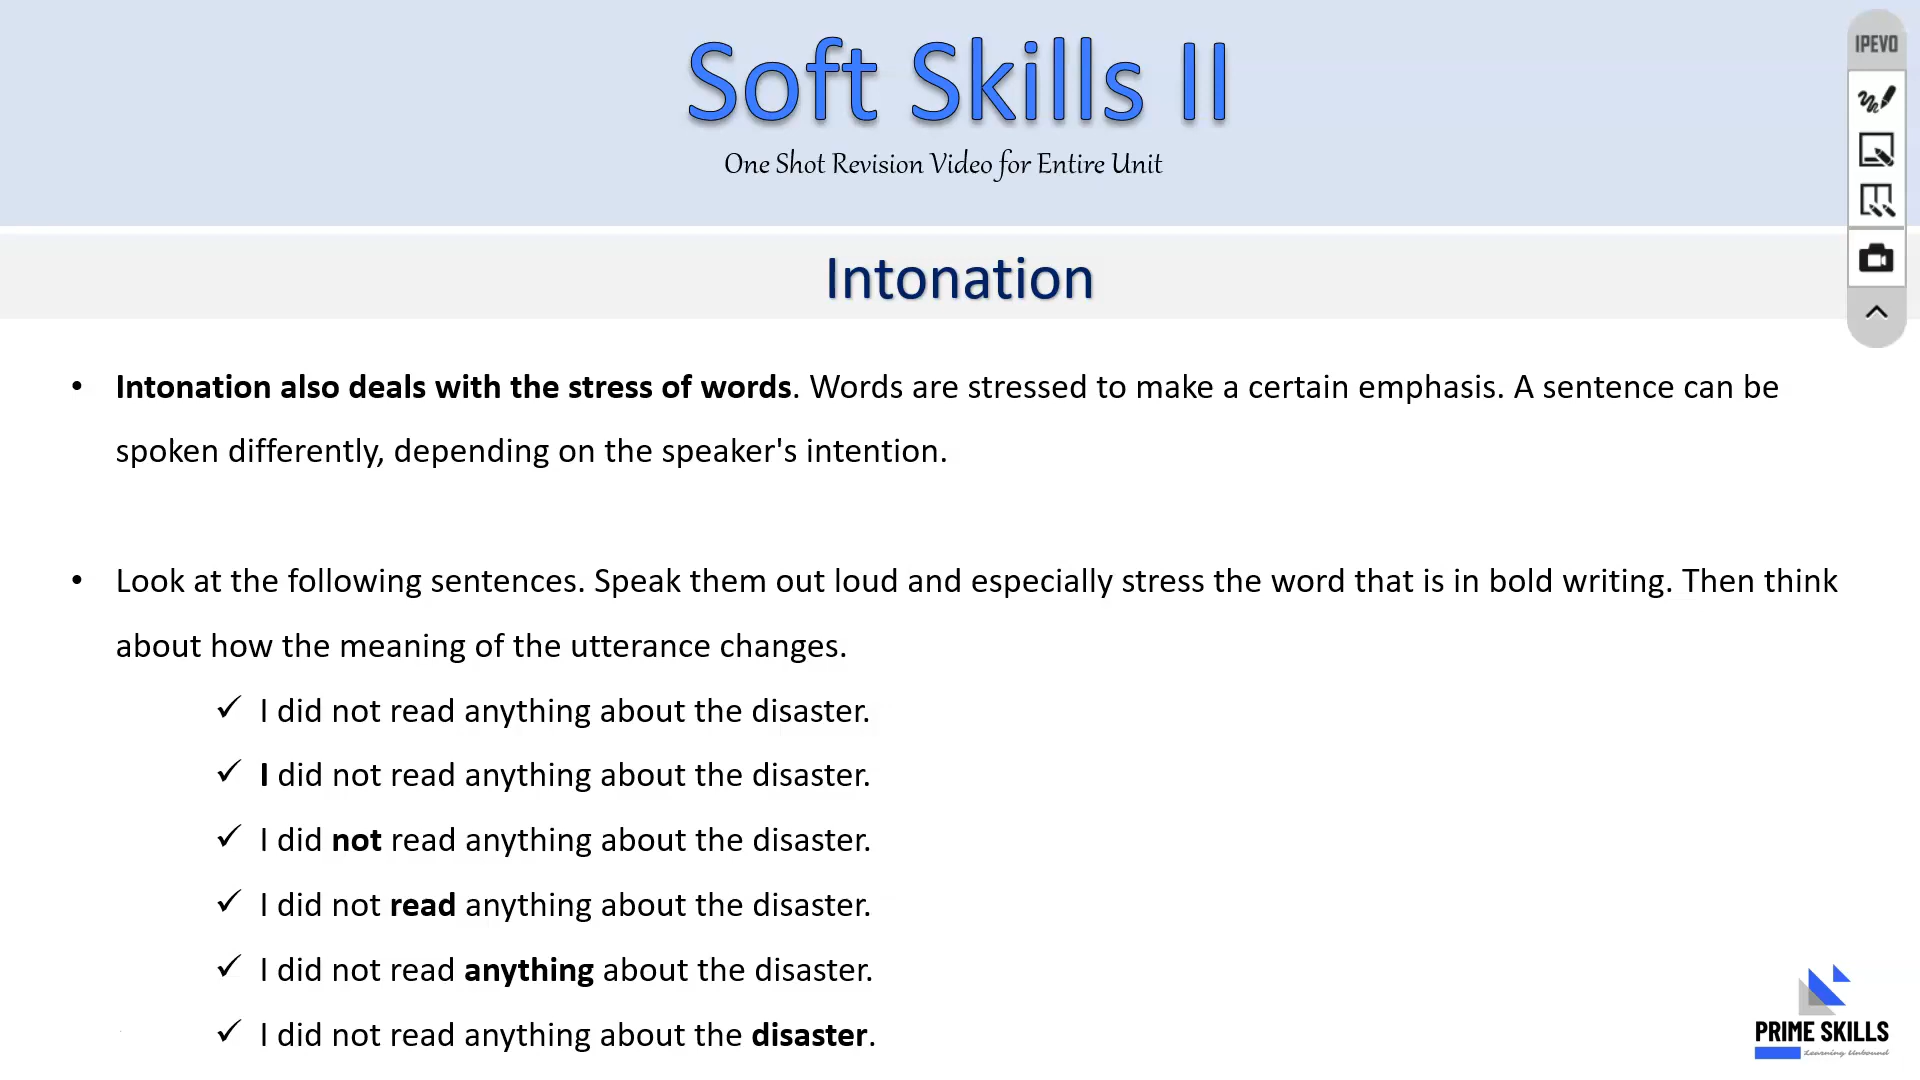 Soft Skills II
One Shot Revision Video for Entire Unit
IPEVO
Intonation
• Intonation also deals with the stress of words. Words are stressed to make a certain emphasis. A sentence can be
spoken differently, depending on the speaker's intention.
• Look at the following sentences. Speak them out loud and especially stress the word that is in bold writing. Then think
about how the meaning of the utterance changes.
✓ I did not read anything about the disaster.
✓ I did not read anything about the disaster.
✓ I did not read anything about the disaster.
✓ I did not read anything about the disaster.
✓ I did not read anything about the disaster.
✓ I did not read anything about the disaster.
PRIME SKILLS
Learning Unbound